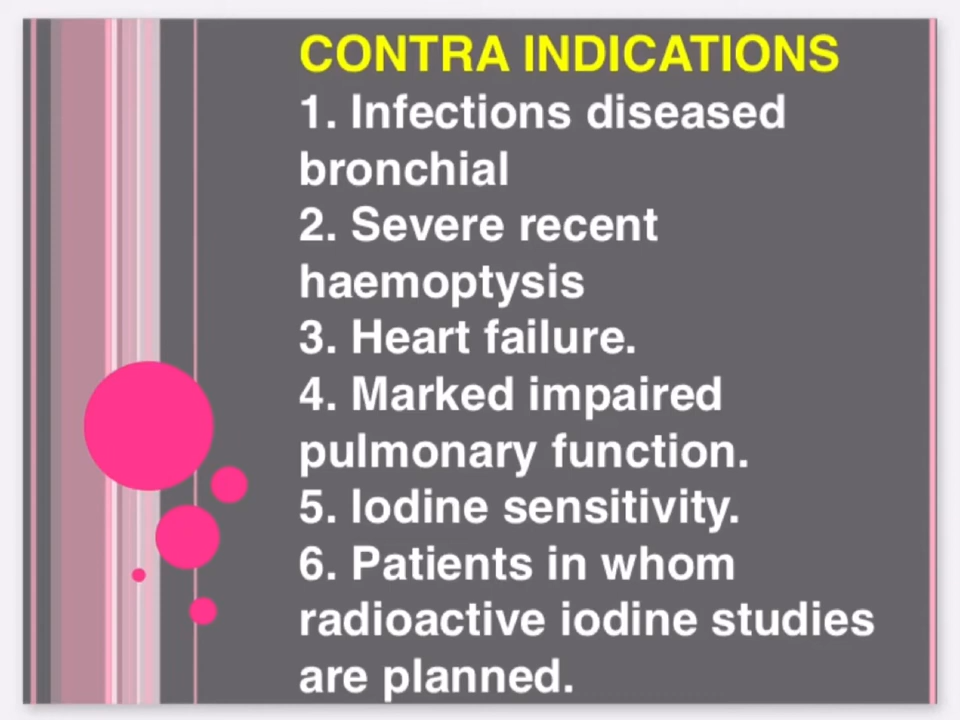 CONTRA INDICATIONS
1. Infections diseased
bronchial
2. Severe recent
haemoptysis
3. Heart failure.
4. Marked impaired
pulmonary function.
5. Iodine sensitivity.
6. Patients in whom
radioactive iodine studies
are planned.